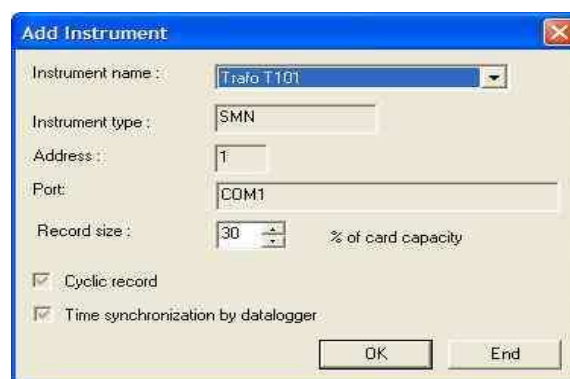 Add Instrument
Instrument name : Trafo T101
Instrument type : SMN
Address : 1
Port: COM1
Record size : 30 % of card capacity
Cyclic record
Time synchronization by datalogger
OK End